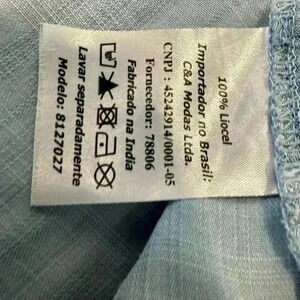 100% Liocel
Importador no Brasil:
C&A Modas Ltda.
CNPJ : 45242914/0001-05
Fornecedor: 78806
Fabricado na India
Lavar separadamente
Modelo: 8127027